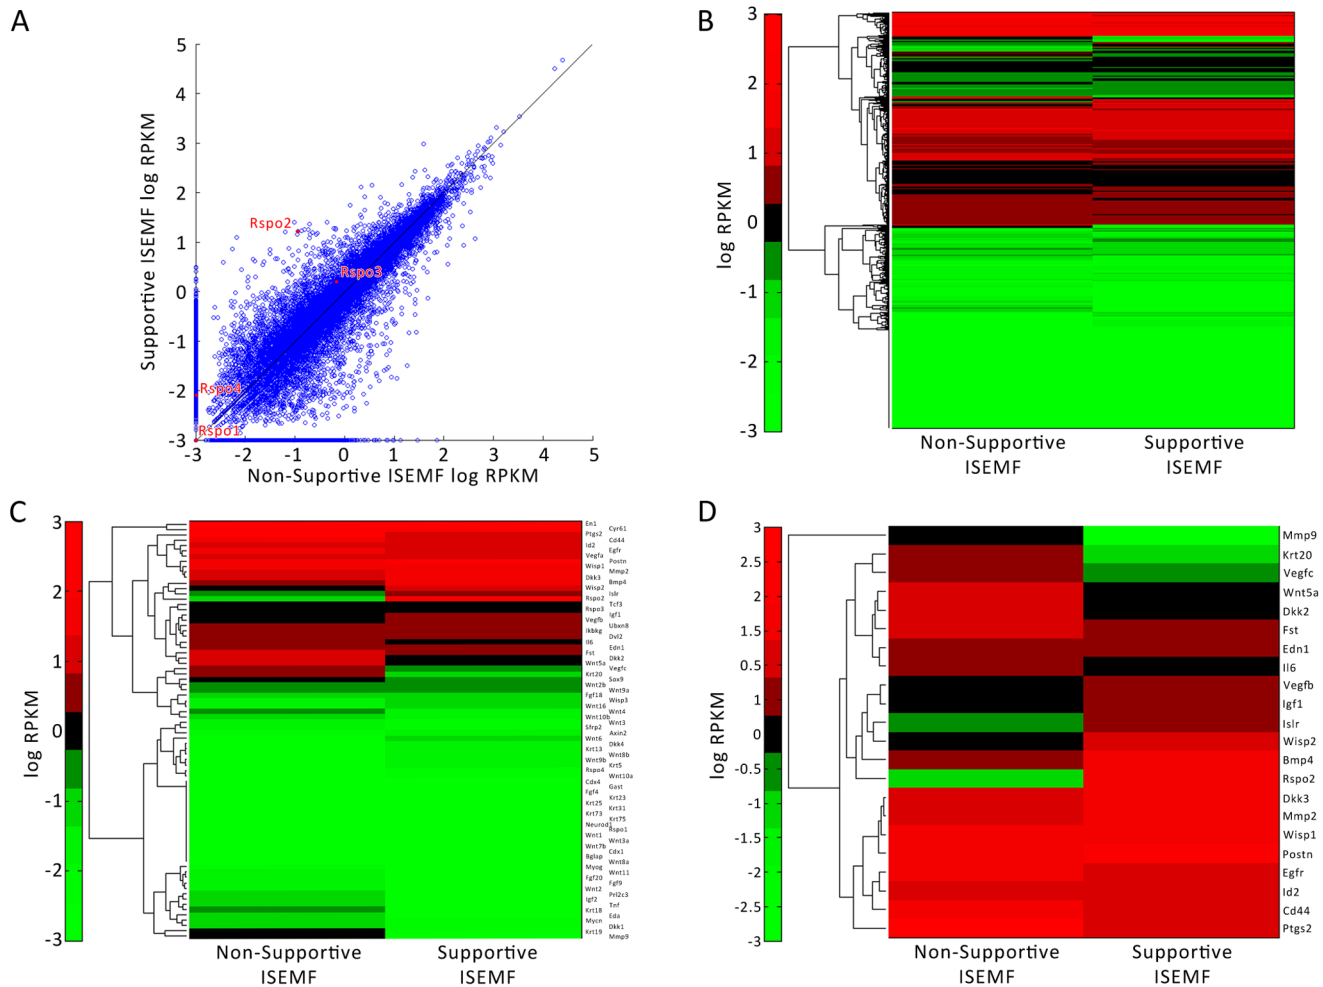 A
5
4
3
2
1
0
-1
-2
-3
Supportive ISEMF log RPKM
Rspo2
Rspo3
Rspo4
Rspo1
-3 -2 -1 0 1 2 3 4 5
Non-Suportive ISEMF log RPKM
B
3
2
1
0
-1
-2
-3
log RPKM
Non-Supportive
ISEMF
Supportive
ISEMF
C
3
2
1
0
-1
-2
-3
log RPKM
En1
Cyr61
Ptgs2
Cd44
Id2
Egfr
Vegfa
Postn
Wisp1
Mmp2
Dkk3
Bmp4
Wisp2
Islr
Rspo2
Tcf3
Rspo3
Igf1
Vegfb
Ubxn8
Ikbkg
Dvl2
Il6
Edn1
Fst
Dkk2
Wnt5a
Vegfc
Krt20
Sox9
Wnt2b
Wnt9a
Fgf18
Wisp3
Wnt16
Wnt4
Wnt10b
Wnt3
Sfrp2
Axin2
Wnt6
Dkk4
Krt13
Wnt8b
Wnt9b
Krt5
Rspo4
Wnt10a
Cdx4
Gast
Fgf4
Krt23
Krt25
Krt31
Krt73
Krt75
Neurod1
Rspo1
Wnt1
Wnt3a
Wnt7b
Cdx1
Bglap
Wnt8a
Myog
Wnt11
Fgf20
Fgf9
Wnt2
Prl2c3
Igf2
Tnf
Krt18
Eda
Mycn
Dkk1
Krt19
Mmp9
Non-Supportive
ISEMF
Supportive
ISEMF
D
3
2.5
2
1.5
0.5
1
0
-0.5
-1
-1.5
-2
-2.5
-3
log RPKM
Mmp9
Krt20
Vegfc
Wnt5a
Dkk2
Fst
Edn1
Il6
Vegfb
Igf1
Islr
Wisp2
Bmp4
Rspo2
Dkk3
Mmp2
Wisp1
Postn
Egfr
Id2
Cd44
Ptgs2
Non-Supportive
ISEMF
Supportive
ISEMF